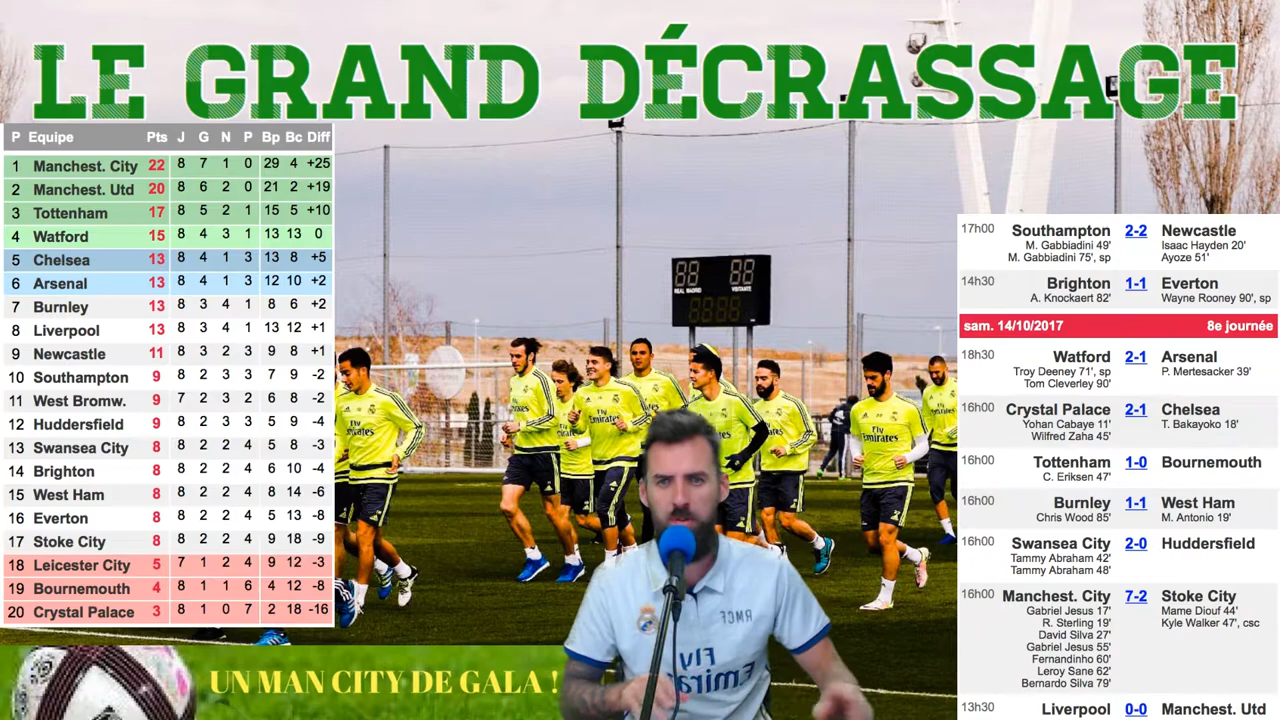 LE GRAND DÉCRASSAGE
P Equipe Pts J G N P Bp Bc Diff
1 Manchest. City 22 8 7 1 0 29 4 +25
2 Manchest. Utd 20 8 6 2 0 21 2 +19
3 Tottenham 17 8 5 2 1 15 5 +10
4 Watford 15 8 4 3 1 13 13 0
5 Chelsea 13 8 4 1 3 13 8 +5
6 Arsenal 13 8 4 1 3 12 10 +2
7 Burnley 13 8 3 4 1 8 6 +2
8 Liverpool 13 8 3 4 1 13 12 +1
9 Newcastle 11 8 3 2 3 9 8 +1
10 Southampton 9 8 2 3 3 7 9 -2
11 West Bromw. 9 7 2 3 2 6 8 -2
12 Huddersfield 9 8 2 3 3 5 9 -4
13 Swansea City 8 8 2 2 4 5 8 -3
14 Brighton 8 8 2 2 4 6 10 -4
15 West Ham 8 8 2 2 4 8 14 -6
16 Everton 8 8 2 2 4 5 13 -8
17 Stoke City 8 8 2 2 4 9 18 -9
18 Leicester City 5 7 1 2 4 9 12 -3
19 Bournemouth 4 8 1 1 6 4 12 -8
20 Crystal Palace 3 8 1 0 7 2 18 -16
17h00 Southampton 2-2 Newcastle
M. Gabbiadini 49' Isaac Hayden 20'
M. Gabbiadini 75', sp Ayoze 51'
14h30 Brighton 1-1 Everton
A. Knockaert 82' Wayne Rooney 90', sp
sam. 14/10/2017 8e journée
18h30 Watford 2-1 Arsenal
Troy Deeney 71', sp P. Mertesacker 39'
Tom Cleverley 90'
16h00 Crystal Palace 2-1 Chelsea
Yohan Cabaye 11' T. Bakayoko 18'
Wilfred Zaha 45'
16h00 Tottenham 1-0 Bournemouth
C. Eriksen 47'
16h00 Burnley 1-1 West Ham
Chris Wood 85' M. Antonio 19'
16h00 Swansea City 2-0 Huddersfield
Tammy Abraham 42'
Tammy Abraham 48'
16h00 Manchest. City 7-2 Stoke City
Gabriel Jesus 17' Mame Diouf 44'
R. Sterling 19' Kyle Walker 47', csc
David Silva 27'
Gabriel Jesus 55'
Fernandinho 60'
Leroy Sane 62'
Bernardo Silva 79'
13h30 Liverpool 0-0 Manchest. Utd
REAL MADRID VISITANTE
Fly Emirates
RMCF
Fly Emirates
UN MAN CITY DE GALA !